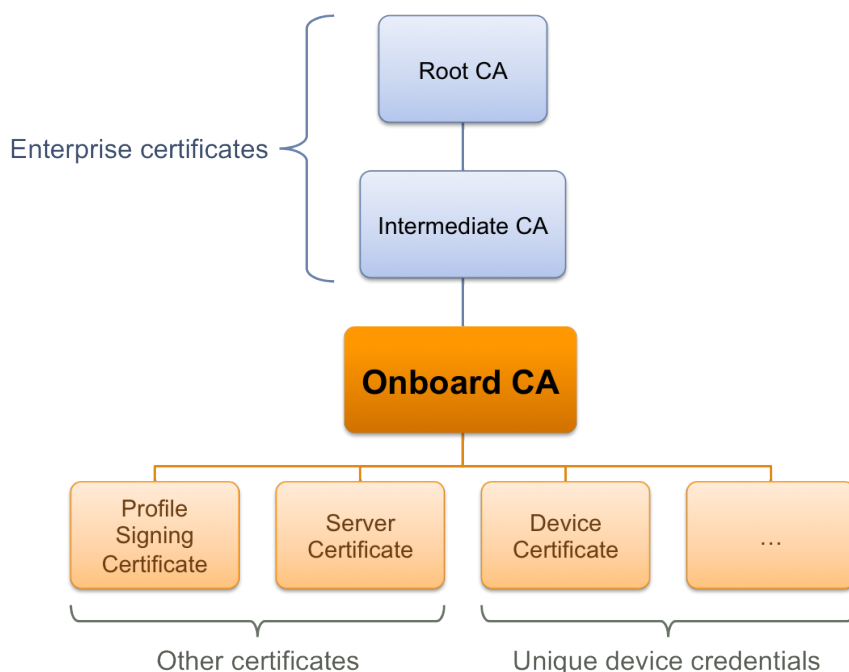 Root CA
Enterprise certificates
Intermediate CA
Onboard CA
Profile
Signing
Certificate
Server
Certificate
Device
Certificate
...
Other certificates
Unique device credentials